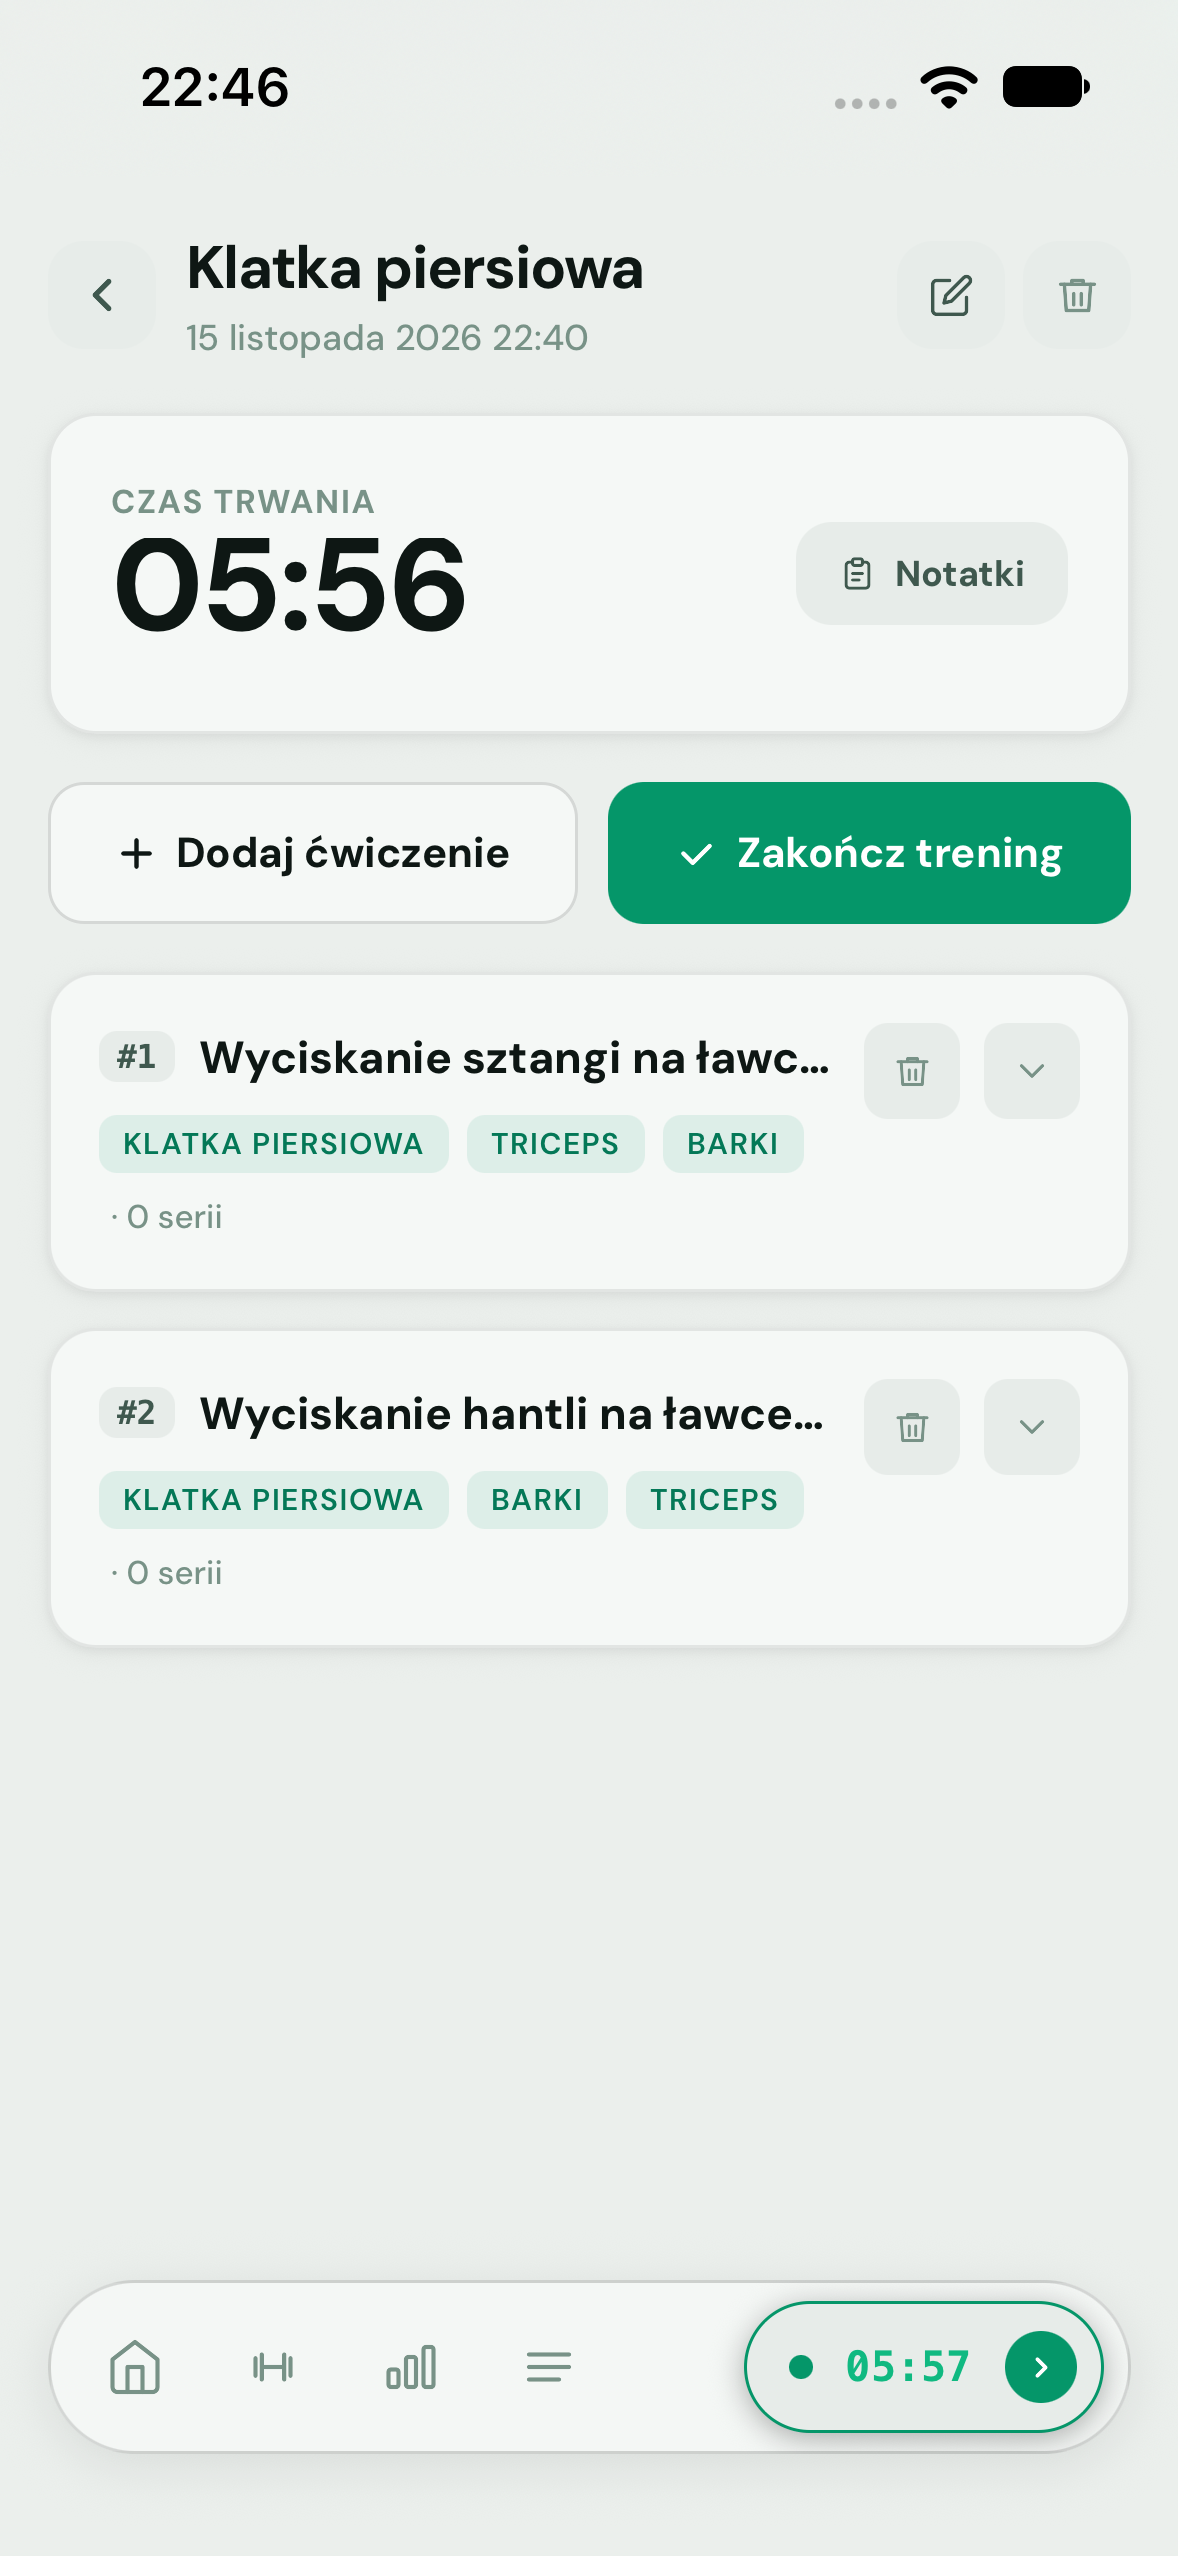 22:46
Klatka piersiowa
15 listopada 2026 22:40
CZAS TRWANIA
05:56
Notatki
Dodaj ćwiczenie
Zakończ trening
#1 Wyciskanie sztangi na ławc...
KLATKA PIERSIOWA TRICEPS BARKI
· 0 serii
#2 Wyciskanie hantli na ławce...
KLATKA PIERSIOWA BARKI TRICEPS
· 0 serii
05:57